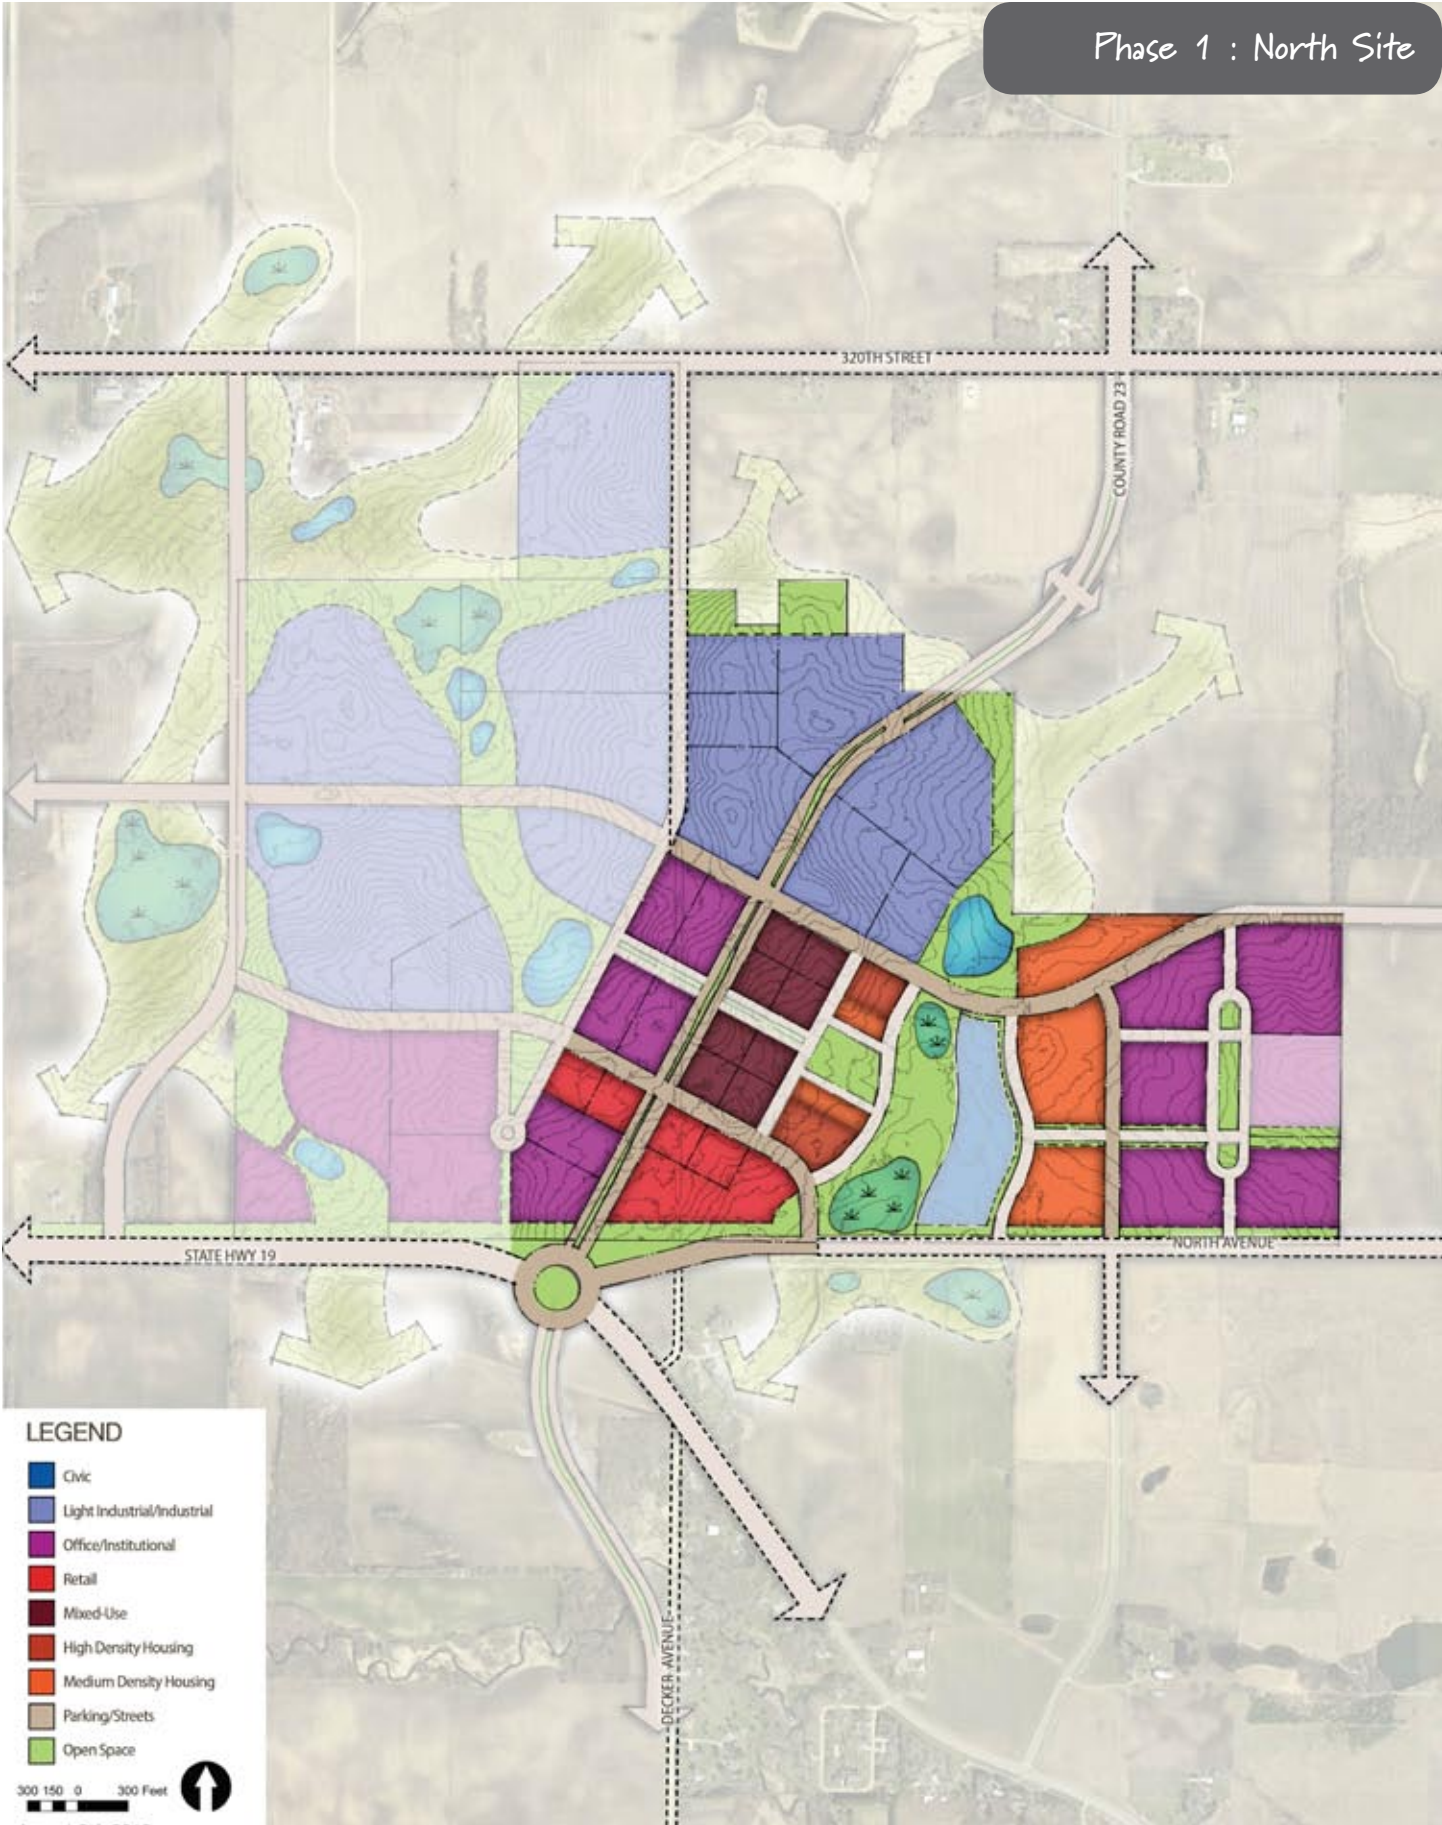 Phase 1 : North Site
320TH STREET
COUNTY ROAD 23
STATE HWY 19
NORTH AVENUE
DECKER AVENUE
LEGEND
Civic
Light Industrial/Industrial
Office/Institutional
Retail
Mixed-Use
High Density Housing
Medium Density Housing
Parking/Streets
Open Space
300 150 0 300 Feet